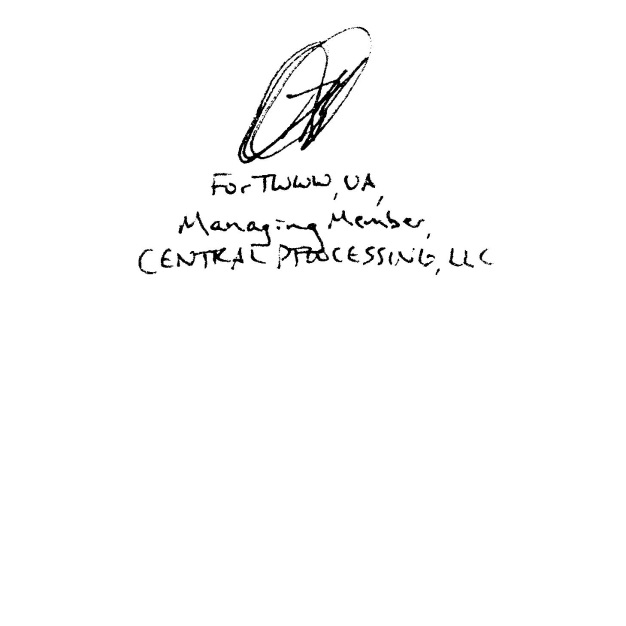 For TWWW, UA,
Managing Member,
CENTRAL PROCESSING, LLC